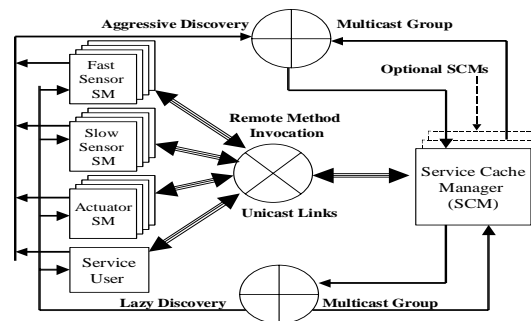 Aggressive Discovery
Multicast Group
Fast
Sensor
SM
Optional SCMs
Slow
Sensor
SM
Remote Method
Invocation
Service Cache
Manager
(SCM)
Actuator
SM
Unicast Links
Service
User
Lazy Discovery
Multicast Group